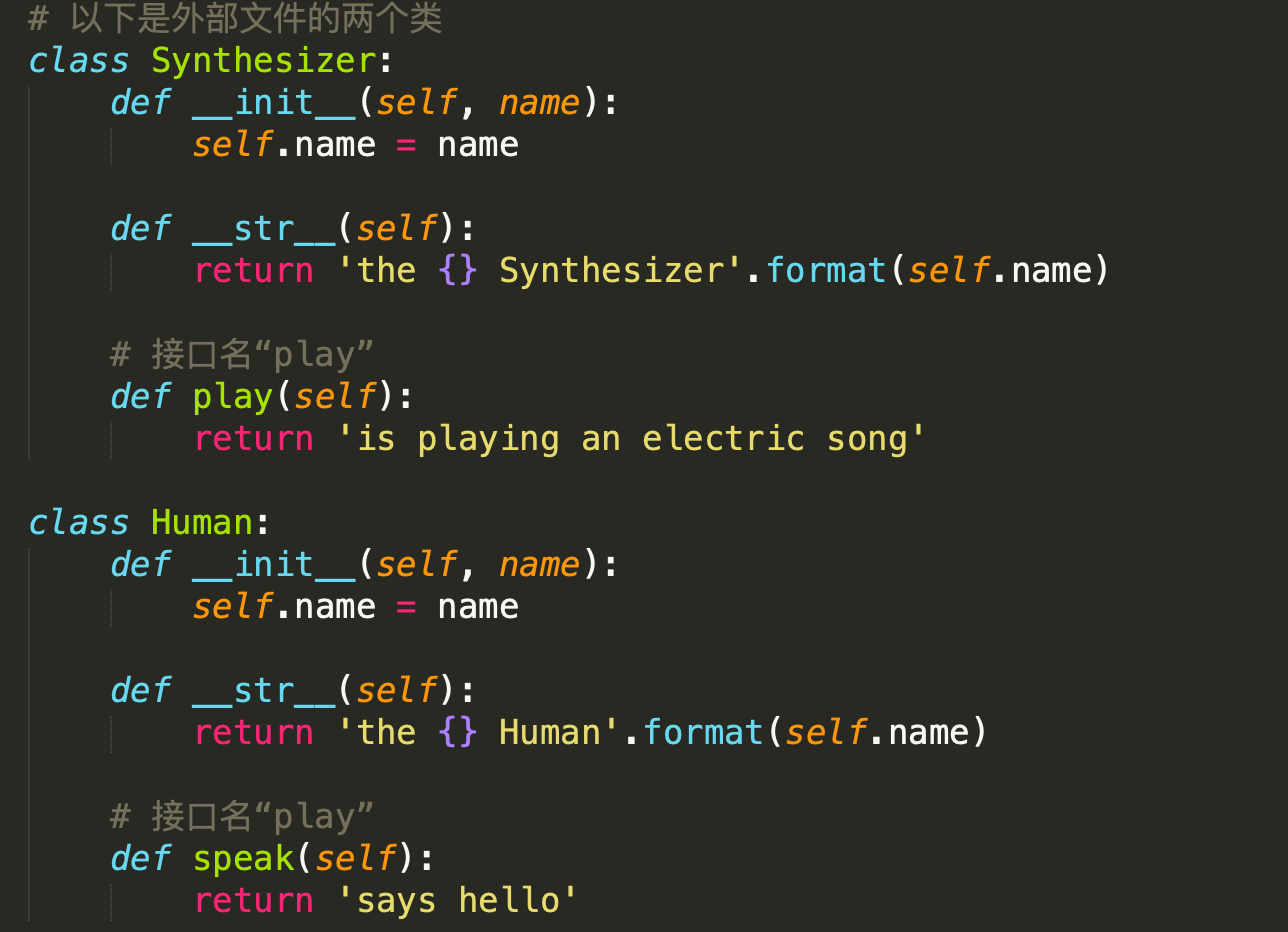 # 以下是外部文件的两个类
class Synthesizer:
    def __init__(self, name):
        self.name = name

    def __str__(self):
        return 'the {} Synthesizer'.format(self.name)

    # 接口名“play”
    def play(self):
        return 'is playing an electric song'

class Human:
    def __init__(self, name):
        self.name = name

    def __str__(self):
        return 'the {} Human'.format(self.name)

    # 接口名“play”
    def speak(self):
        return 'says hello'